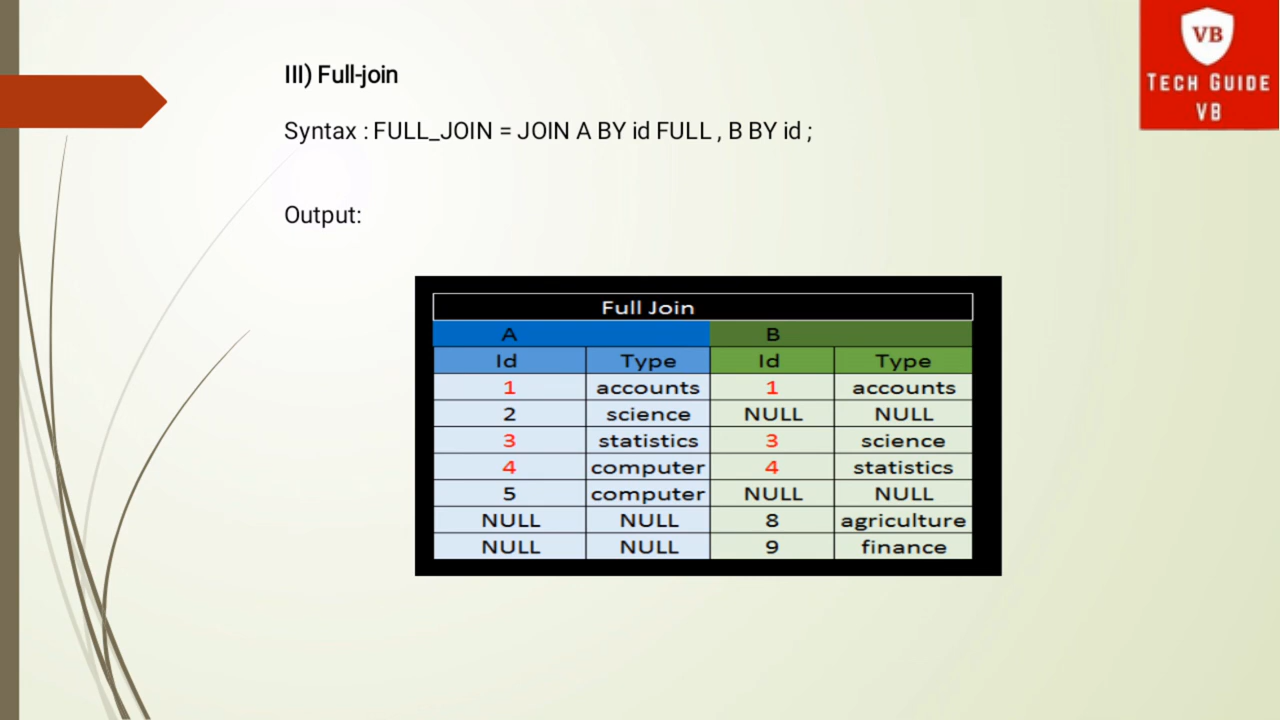 VB
TECH GUIDE
VB
III) Full-join
Syntax : FULL_JOIN = JOIN A BY id FULL , B BY id ;
Output:
Full Join
A B
Id Type Id Type
1 accounts 1 accounts
2 science NULL NULL
3 statistics 3 science
4 computer 4 statistics
5 computer NULL NULL
NULL NULL 8 agriculture
NULL NULL 9 finance